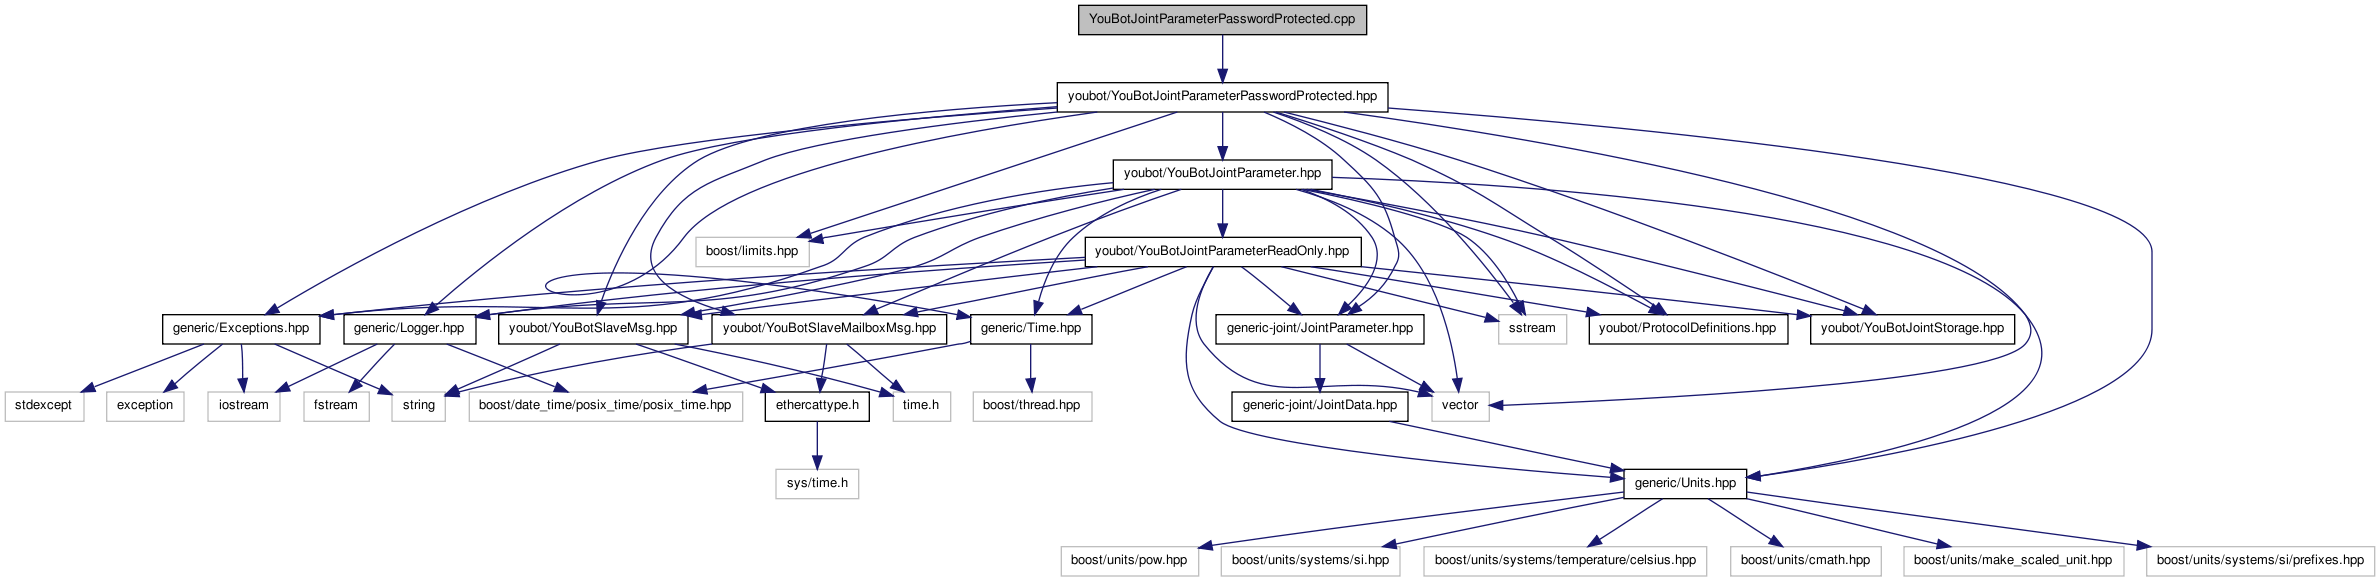 YouBotJointParameterPasswordProtected.cpp
youbot/YouBotJointParameterPasswordProtected.hpp
youbot/YouBotJointParameter.hpp
boost/limits.hpp
youbot/YouBotJointParameterReadOnly.hpp
generic/Exceptions.hpp
generic/Logger.hpp
youbot/YouBotSlaveMsg.hpp
youbot/YouBotSlaveMailboxMsg.hpp
generic/Time.hpp
generic-joint/JointParameter.hpp
sstream
youbot/ProtocolDefinitions.hpp
youbot/YouBotJointStorage.hpp
stdexcept
exception
iostream
fstream
string
boost/date_time/posix_time/posix_time.hpp
ethercattype.h
time.h
boost/thread.hpp
generic-joint/JointData.hpp
vector
sys/time.h
generic/Units.hpp
boost/units/pow.hpp
boost/units/systems/si.hpp
boost/units/systems/temperature/celsius.hpp
boost/units/cmath.hpp
boost/units/make_scaled_unit.hpp
boost/units/systems/si/prefixes.hpp